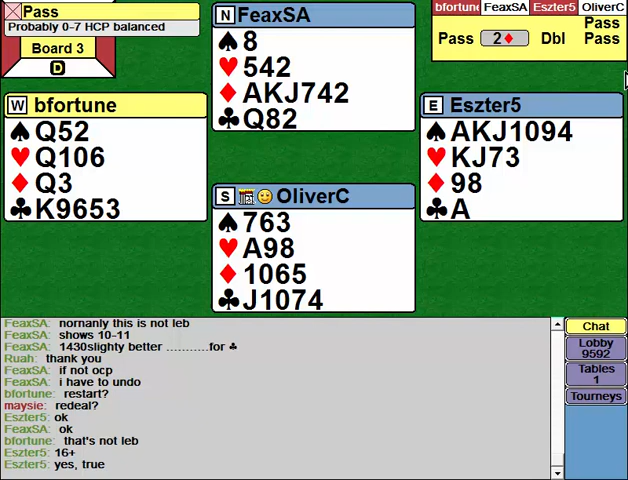 Pass
Probably 0-7 HCP balanced
Board 3
D
N FeaxSA
♠8
♥542
♦AKJ742
♣Q82
bfortune FeaxSA Eszter5 OliverC
Pass
Pass 2♦ Dbl Pass
W bfortune
♠Q52
♥Q106
♦Q3
♣K9653
E Eszter5
♠AKJ1094
♥KJ73
♦98
♣A
S OliverC
♠763
♥A98
♦1065
♣J1074
FeaxSA: nornanly this is not leb
FeaxSA: shows 10-11
FeaxSA: 1430slighty better ...........for ♣
Ruah: thank you
FeaxSA: if not ocp
FeaxSA: i have to undo
bfortune: restart?
maysie: redeal?
Eszter5: ok
FeaxSA: ok
bfortune: that's not leb
Eszter5: 16+
Eszter5: yes, true
Chat
Lobby
9592
Tables
1
Tourneys